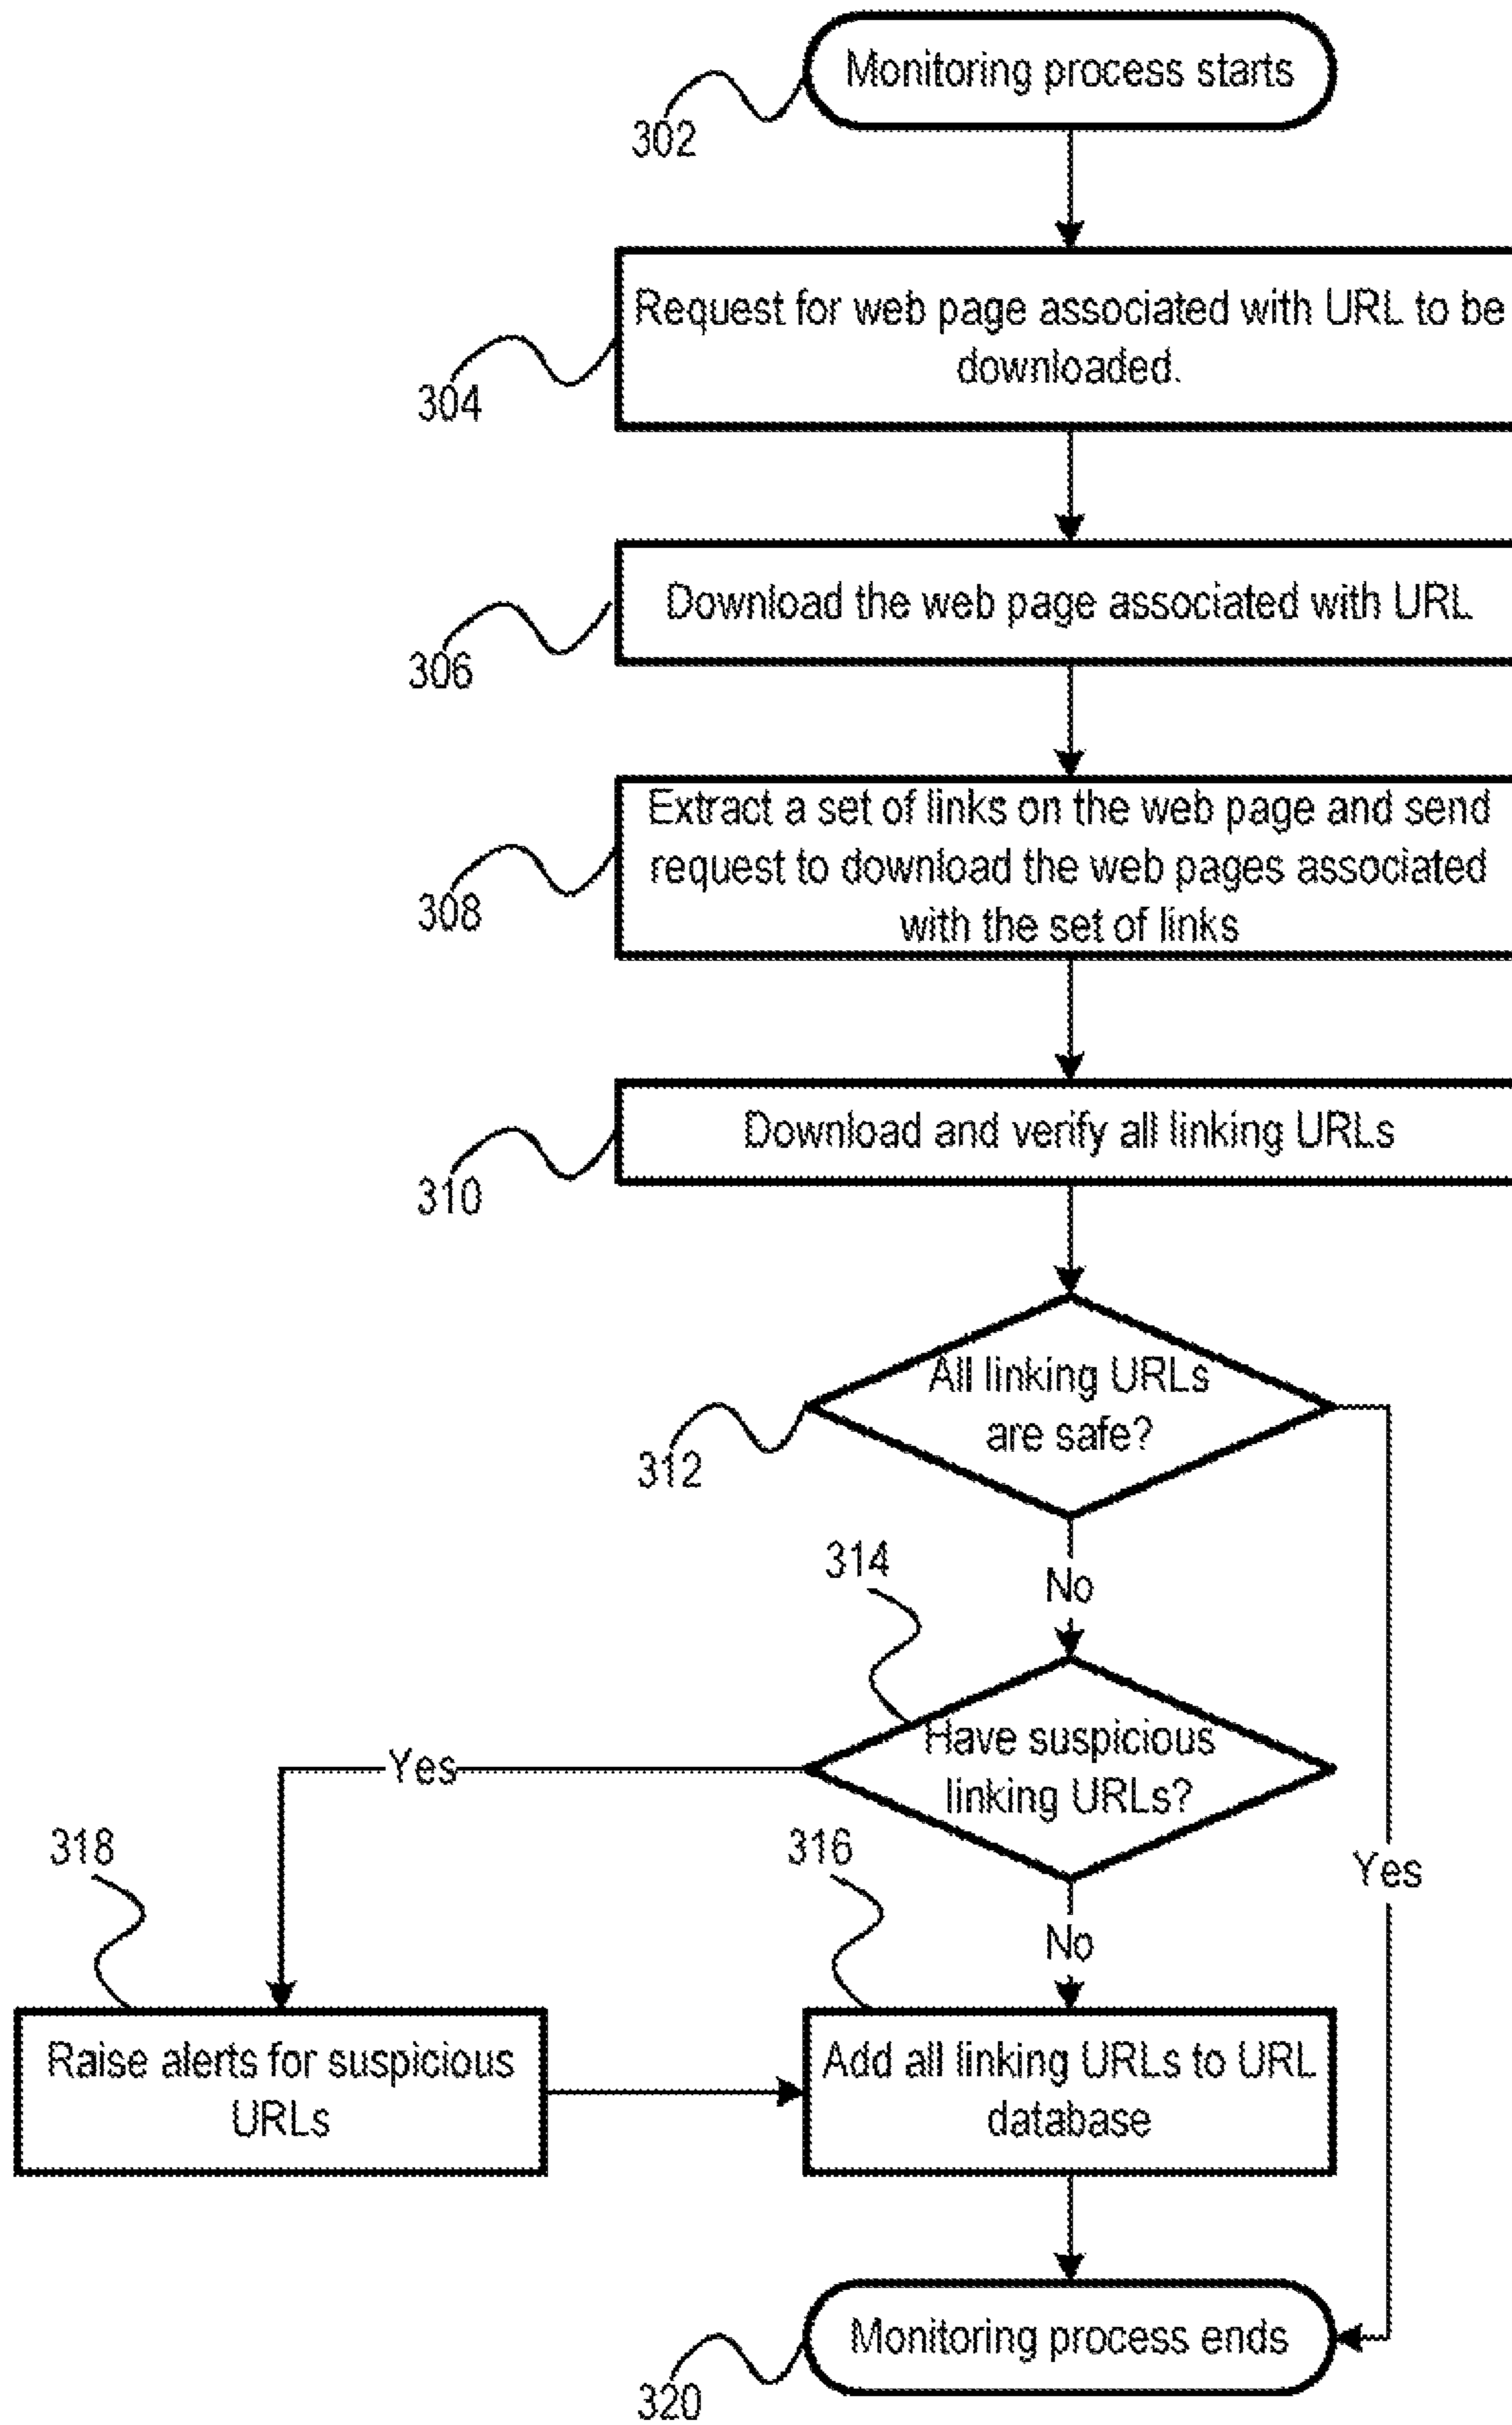 Monitoring process starts
302
Request for web page associated with URL to be
downloaded.
304
Download the web page associated with URL
306
Extract a set of links on the web page and send
request to download the web pages associated
with the set of links
308
Download and verify all linking URLs
310
All linking URLs
are safe?
312
No
314
Have suspicious
linking URLs?
Yes
318
316
Yes
No
Raise alerts for suspicious
URLs
Add all linking URLs to URL
database
Monitoring process ends
320